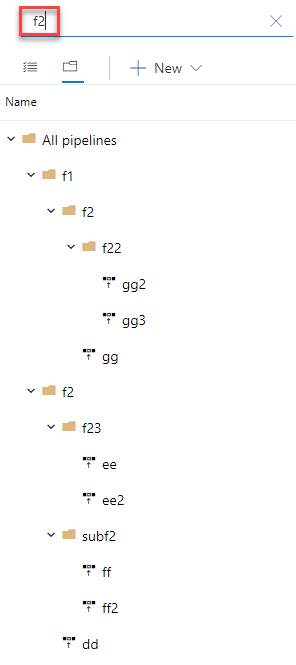 f2
New
Name
All pipelines
f1
f2
f22
gg2
gg3
gg
f2
f23
ee
ee2
subf2
ff
ff2
dd